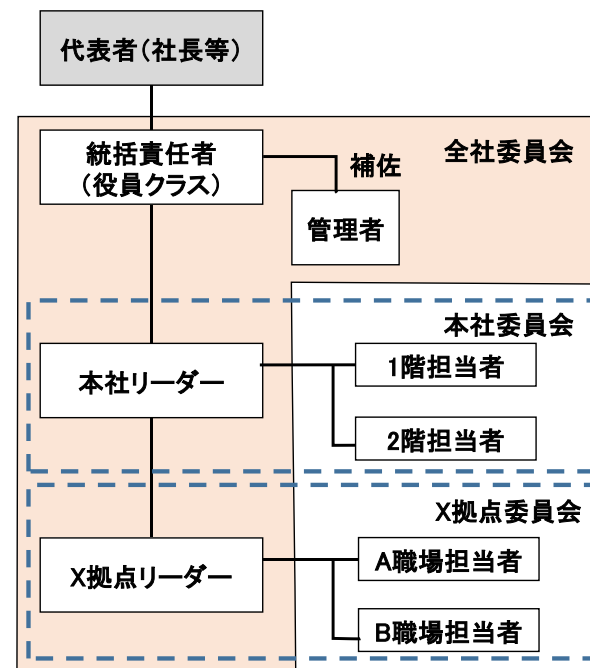 代表者（社長等）
統括責任者
（役員クラス）
全社委員会
補佐
管理者
本社委員会
本社リーダー
1階担当者
2階担当者
X拠点委員会
X拠点リーダー
A職場担当者
B職場担当者